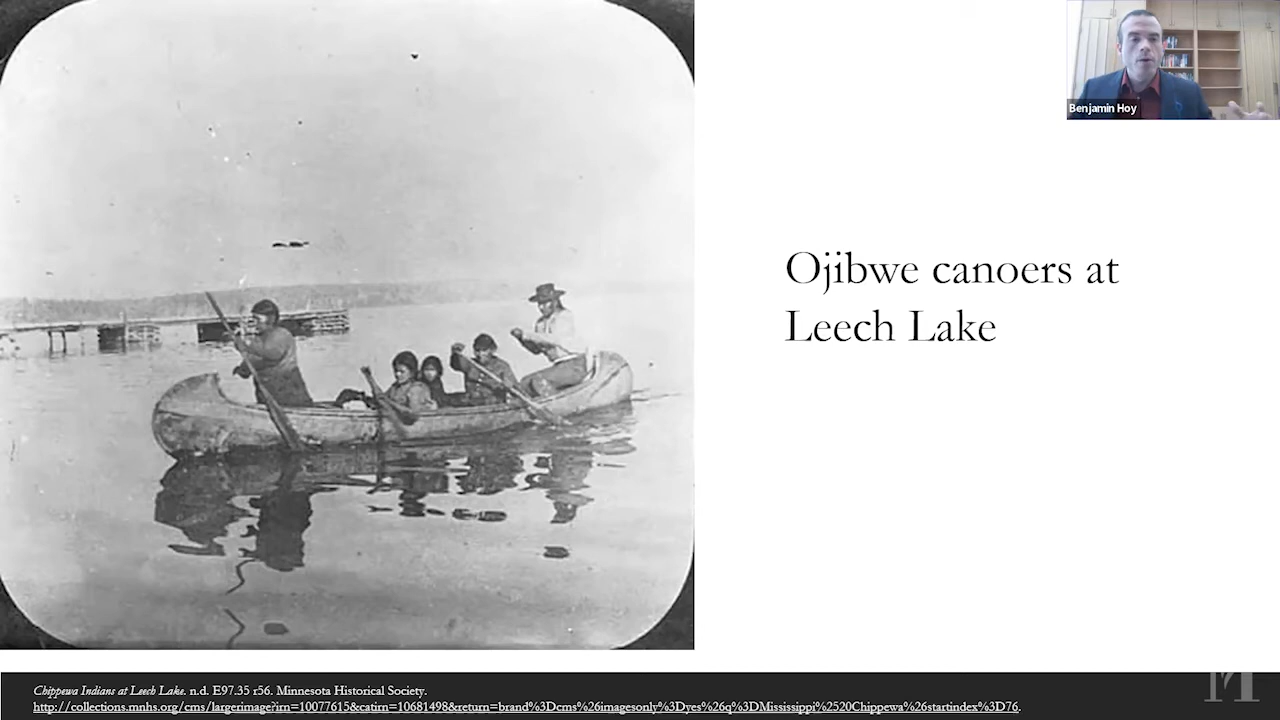 Benjamin Hoy
Ojibwe canoers at
Leech Lake
Chippewa Indians at Leech Lake. n.d. E97.35 r56. Minnesota Historical Society.
http://collections.mnhs.org/cms/largerimage?irn=10077615&catirn=10681498&return=brand%3Dcms%26imagesonly%3Dyes%26q%3DMississippi%2520Chippewa%26startindex%3D76.
M